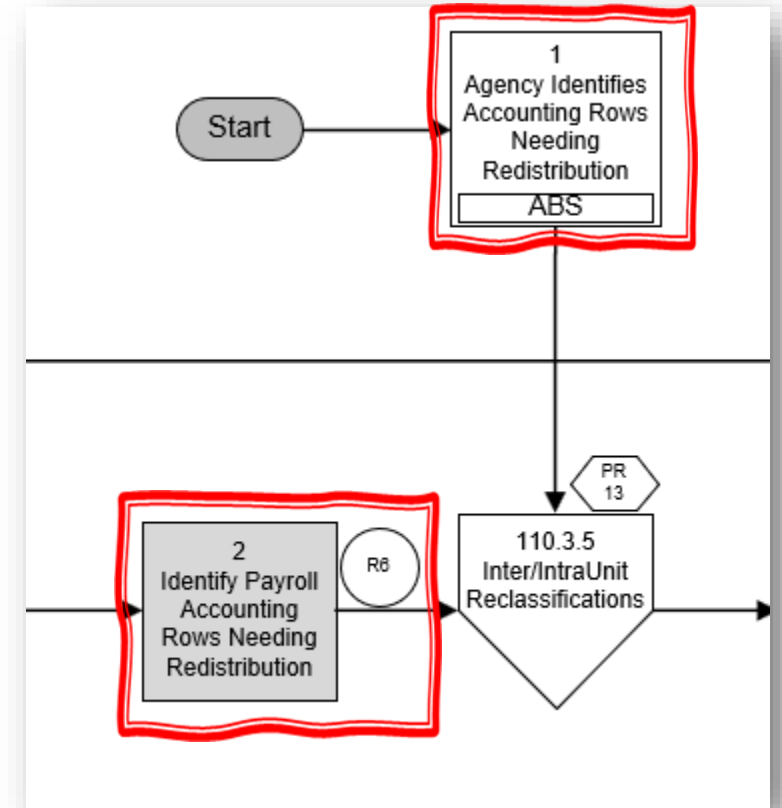 Start
1
Agency Identifies
Accounting Rows
Needing
Redistribution
ABS
PR
13
2
Identify Payroll
Accounting
Rows Needing
Redistribution
R6
110.3.5
Inter/IntraUnit
Reclassifications